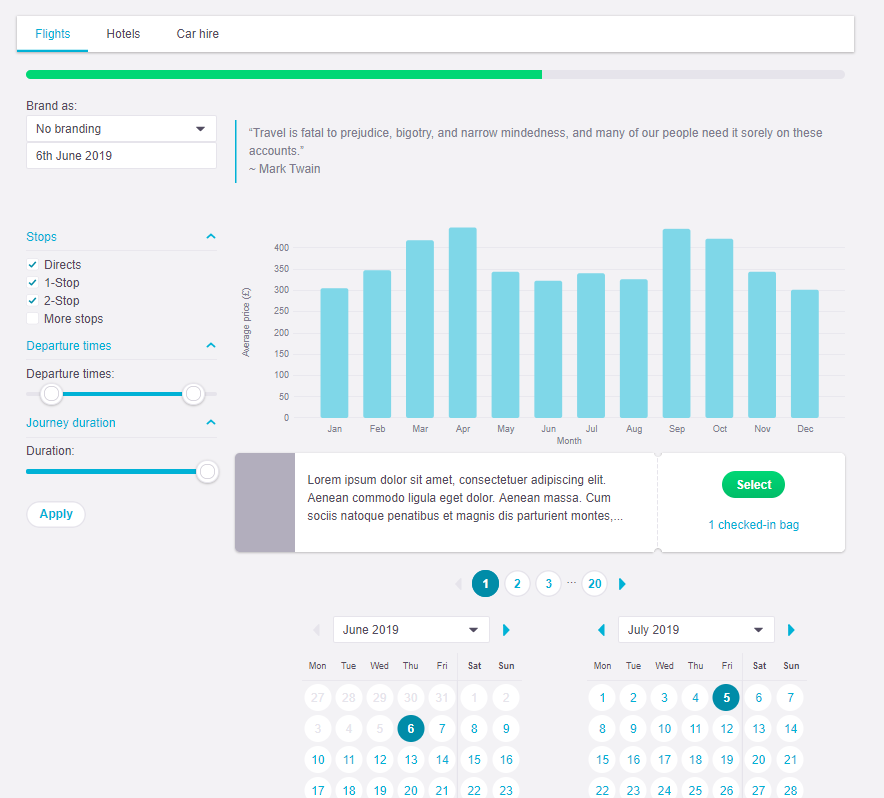 Flights Hotels Car hire
Brand as:
No branding
6th June 2019
“Travel is fatal to prejudice, bigotry, and narrow mindedness, and many of our people need it sorely on these
accounts.”
~ Mark Twain
Stops
Directs
1-Stop
2-Stop
More stops
Departure times
Departure times:
Journey duration
Duration:
Apply
Average price (£)
400
350
300
250
200
150
100
50
0
Jan Feb Mar Apr May Jun Jul Aug Sep Oct Nov Dec
Month
Lorem ipsum dolor sit amet, consectetuer adipiscing elit.
Aenean commodo ligula eget dolor. Aenean massa. Cum
sociis natoque penatibus et magnis dis parturient montes,...
Select
1 checked-in bag
1 2 3 ... 20
June 2019
Mon Tue Wed Thu Fri Sat Sun
27 28 29 30 31 1 2
3 4 5 6 7 8 9
10 11 12 13 14 15 16
17 18 19 20 21 22 23
July 2019
Mon Tue Wed Thu Fri Sat Sun
1 2 3 4 5 6 7
8 9 10 11 12 13 14
15 16 17 18 19 20 21
22 23 24 25 26 27 28